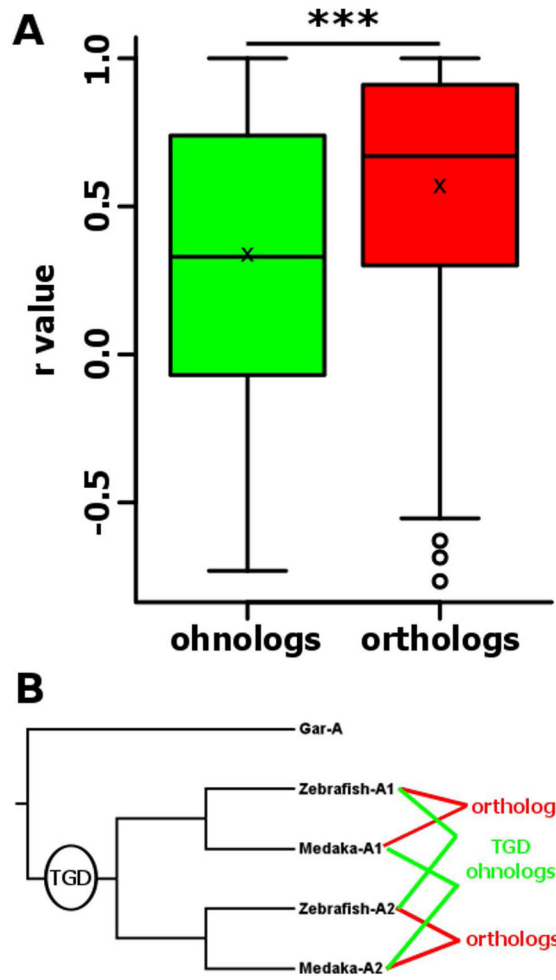 A
***
1.0
0.5
0.0
-0.5
r value
x
x
ohnologs
orthologs
B
Gar-A
Zebrafish-A1
orthologs
Medaka-A1
TGD
ohnologs
TGD
Zebrafish-A2
orthologs
Medaka-A2